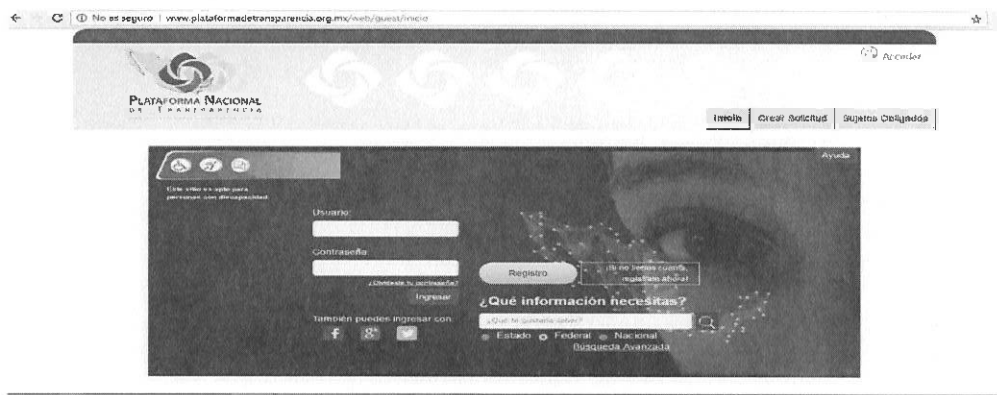 No es seguro | www.plataformadetransparencia.org.mx/web/guest/inicio
Acceder
PLATAFORMA NACIONAL
DE TRANSPARENCIA
Inicio
Crear Solicitud
Sujetos Obligados
Ayuda
Este sitio es apto para
personas con discapacidad.
Usuario:
Contraseña:
¿Olvidaste tu contraseña?
Ingresar
También puedes ingresar con:
f
g+
Registro
¡Si no tienes cuenta,
regístrate ahora!
¿Qué información necesitas?
¿Qué te gustaría saber?
Estado
Federal
Nacional
Búsqueda Avanzada